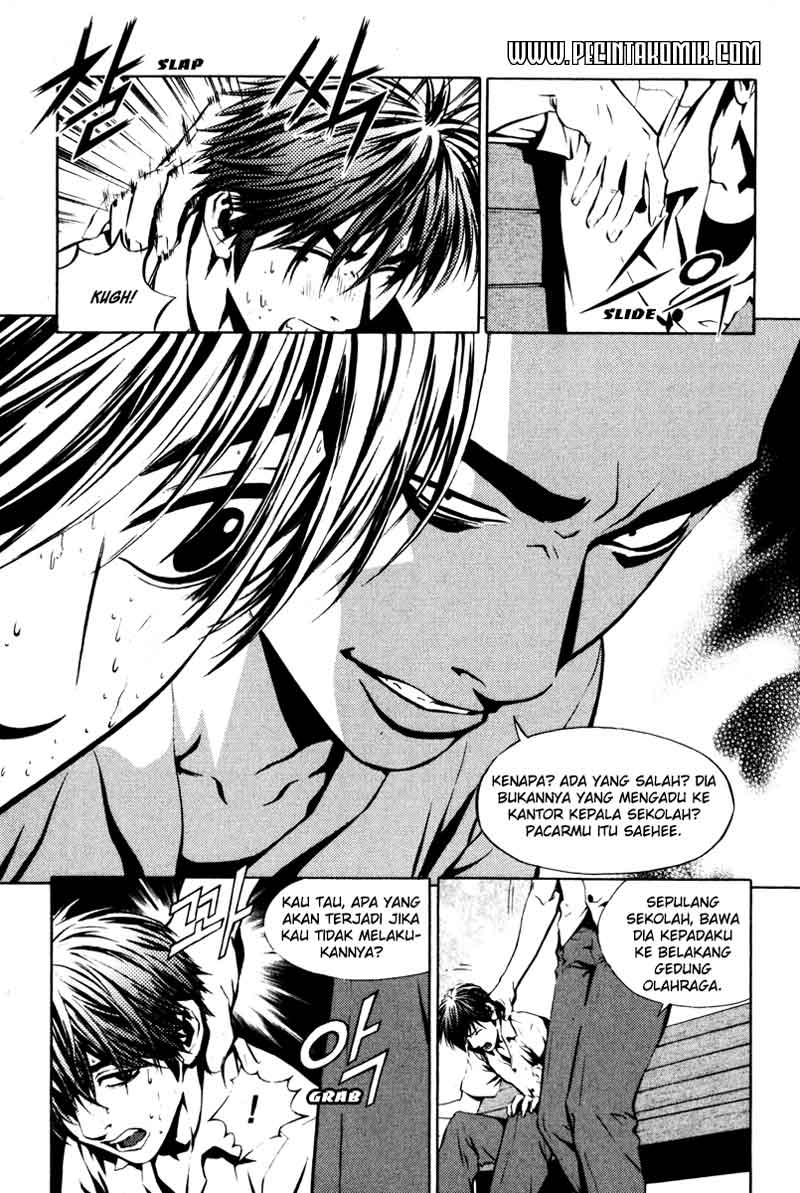 WWW.PECINTAKOMIK.COM
SLAP
KUGH!
SLIDE
KENAPA? ADA YANG SALAH? DIA
BUKANNYA YANG MENGADU KE
KANTOR KEPALA SEKOLAH?
PACARMU ITU SAEHEE.
꽈
악
KAU TAU, APA YANG
AKAN TERJADI JIKA
KAU TIDAK MELAKU-
KANNYA?
GRAB
!
SEPULANG
SEKOLAH, BAWA
DIA KEPADAKU
KE BELAKANG
GEDUNG
OLAHRAGA.